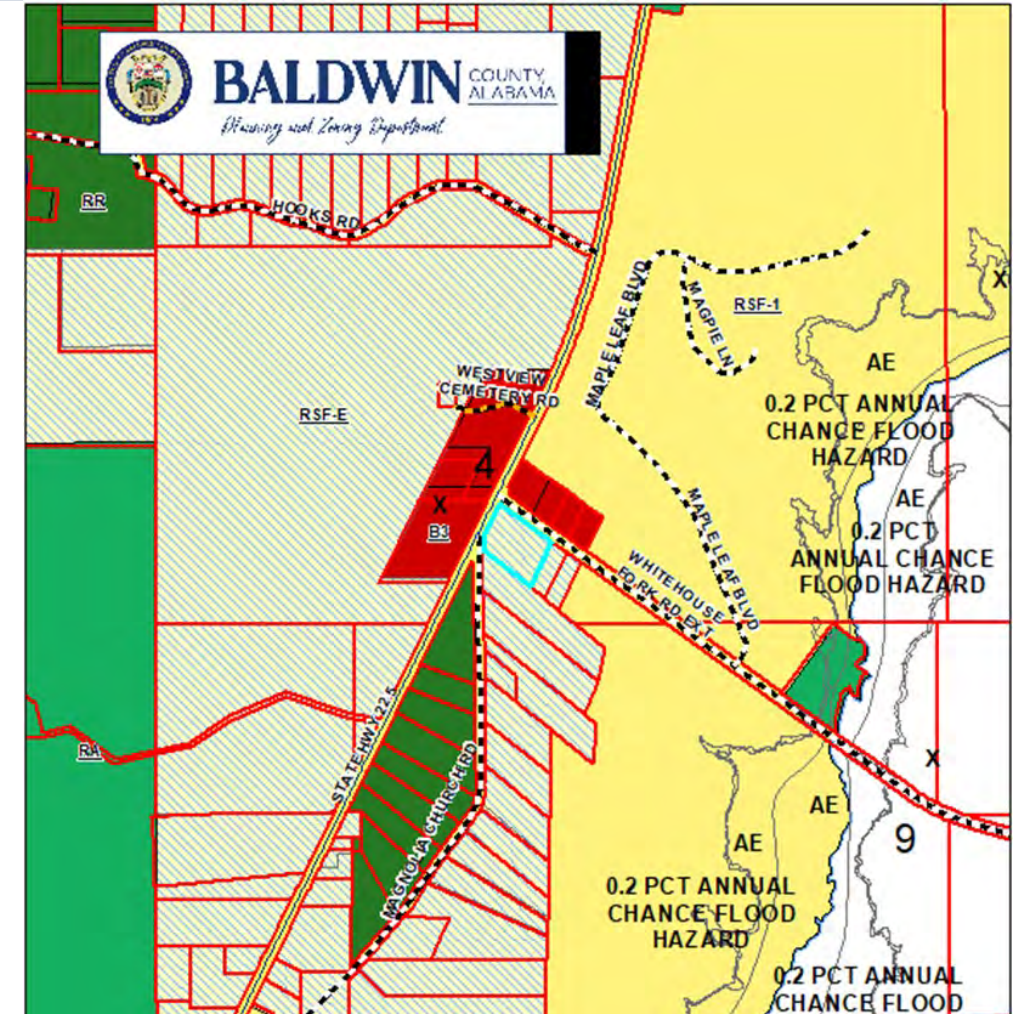 BALDWIN
COUNTY,
ALABAMA
Planning and Zoning Department
RR
HOOKS RD
X
MAPLE LEAF BLVD
MAGPIE LN
RSF-1
AE
WESTVIEW
CEMETERY RD
RSF-E
0.2 PCT ANNUAL
CHANCE FLOOD
HAZARD
4
X
B3
AE
0.2 PCT
ANNUAL CHANCE
FLOOD HAZARD
MAPLE LEAF BLVD
WHITEHOUSE
FORK RD EXT
STATE HWY 225
RA
MAGNOLIA CHURCH RD
X
AE
9
AE
0.2 PCT ANNUAL
CHANCE FLOOD
HAZARD
0.2 PCT ANNUAL
CHANCE FLOOD